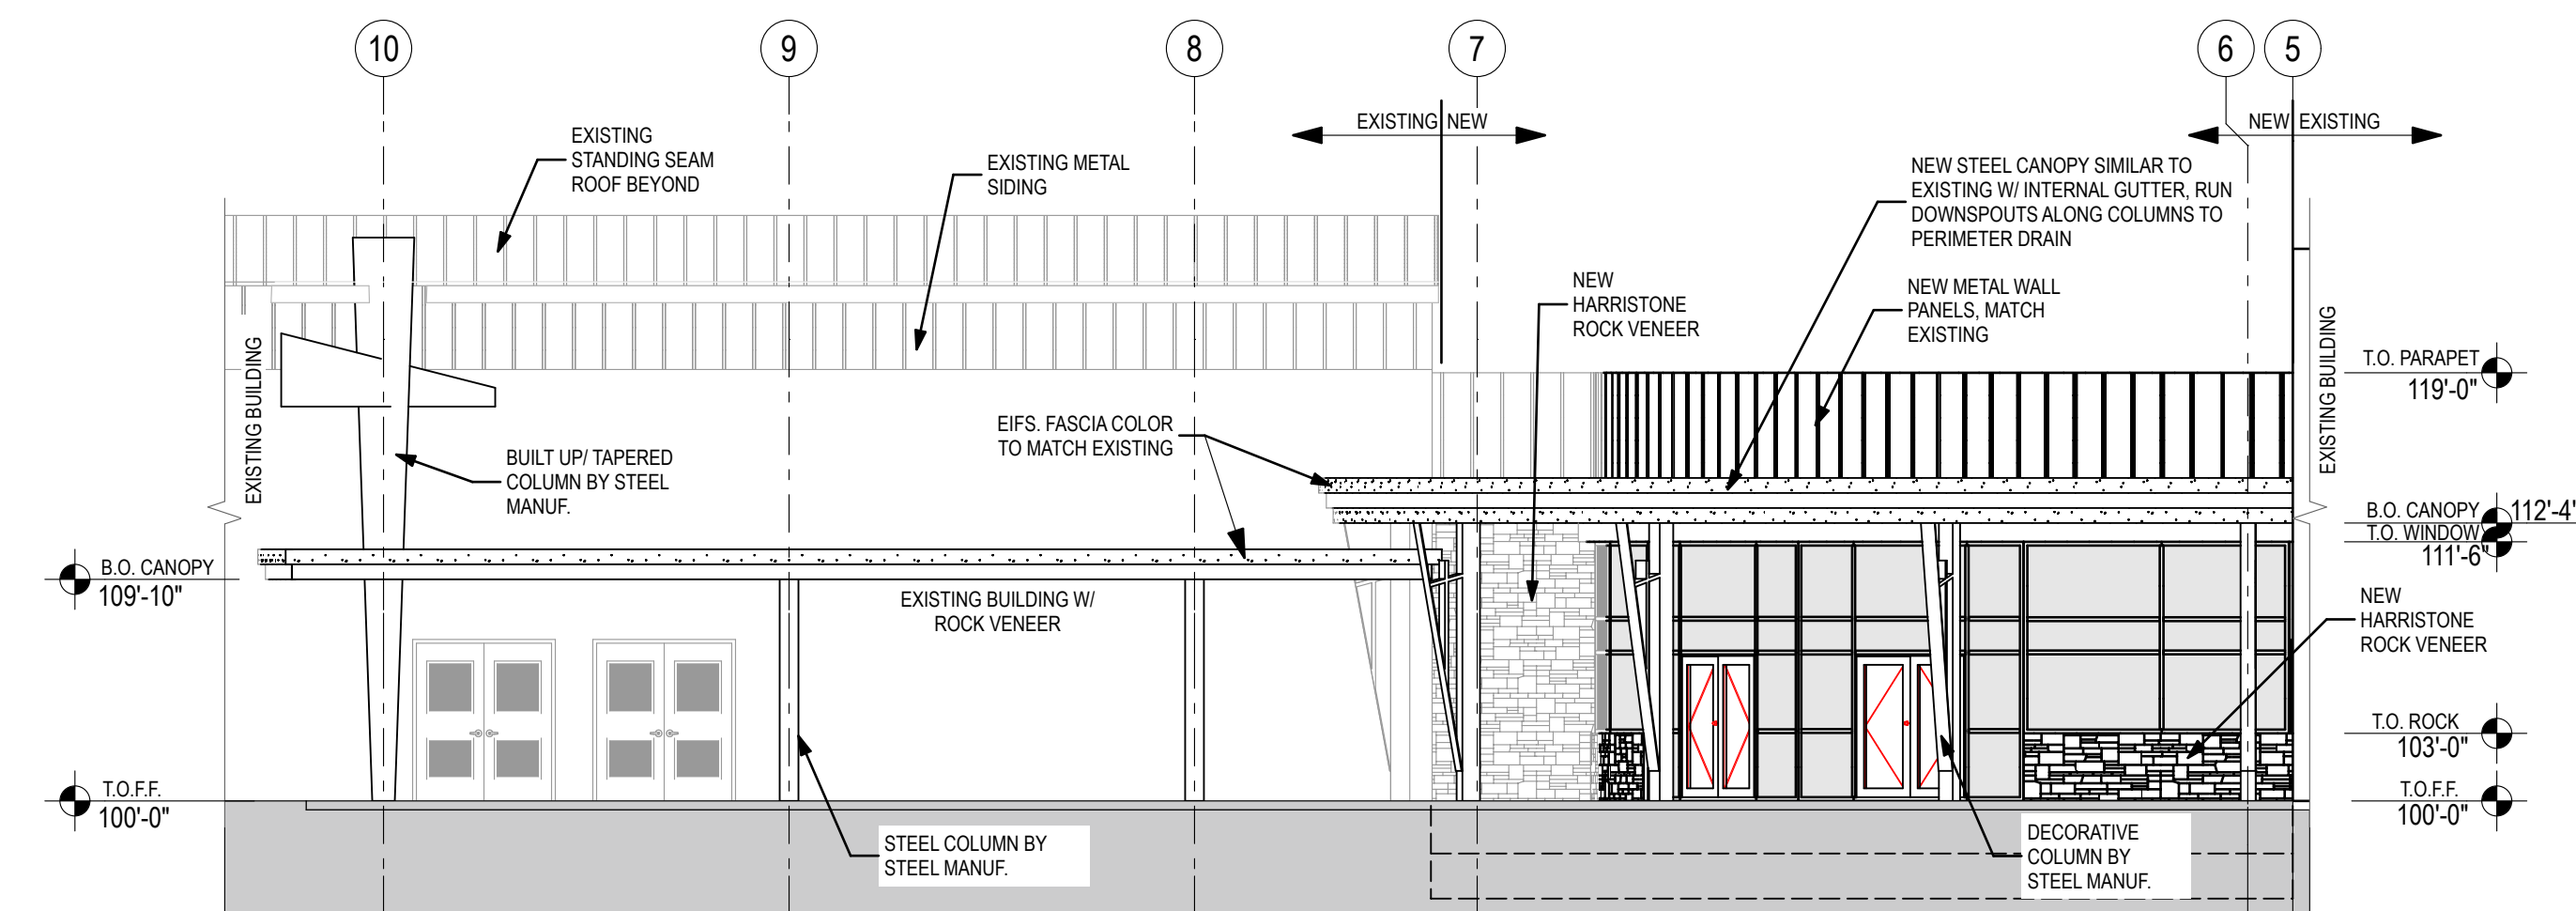 10
9
8
7
6
5
EXISTING NEW
NEW EXISTING
EXISTING
STANDING SEAM
ROOF BEYOND
EXISTING METAL
SIDING
NEW STEEL CANOPY SIMILAR TO
EXISTING W/ INTERNAL GUTTER, RUN
DOWNSPOUTS ALONG COLUMNS TO
PERIMETER DRAIN
NEW
HARRISTONE
ROCK VENEER
NEW METAL WALL
PANELS, MATCH
EXISTING
EXISTING BUILDING
EXISTING BUILDING
T.O. PARAPET
119'-0"
EIFS. FASCIA COLOR
TO MATCH EXISTING
BUILT UP/ TAPERED
COLUMN BY STEEL
MANUF.
B.O. CANOPY
112'-4"
T.O. WINDOW
111'-6"
B.O. CANOPY
109'-10"
EXISTING BUILDING W/
ROCK VENEER
NEW
HARRISTONE
ROCK VENEER
T.O. ROCK
103'-0"
T.O.F.F.
100'-0"
T.O.F.F.
100'-0"
STEEL COLUMN BY
STEEL MANUF.
DECORATIVE
COLUMN BY
STEEL MANUF.